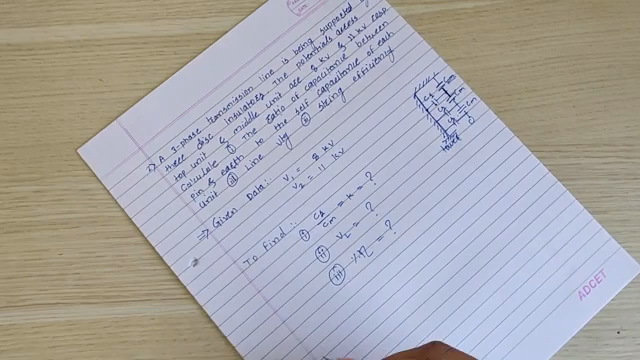 A 3-phase transmission line is being supported by
three disc insulators. The potentials across
top unit & middle unit are 8 kV & 11 kV resp.
Calculate i The ratio of capacitance between
pin & earth to the self capacitance of each
unit ii Line vtg iii string efficiency
⇒ Given Data:-
V1 = 8 kV
V2 = 11 kV
To Find :-
i = K = ?
ii VL = ?
iii %η = ?
tower
ADCET